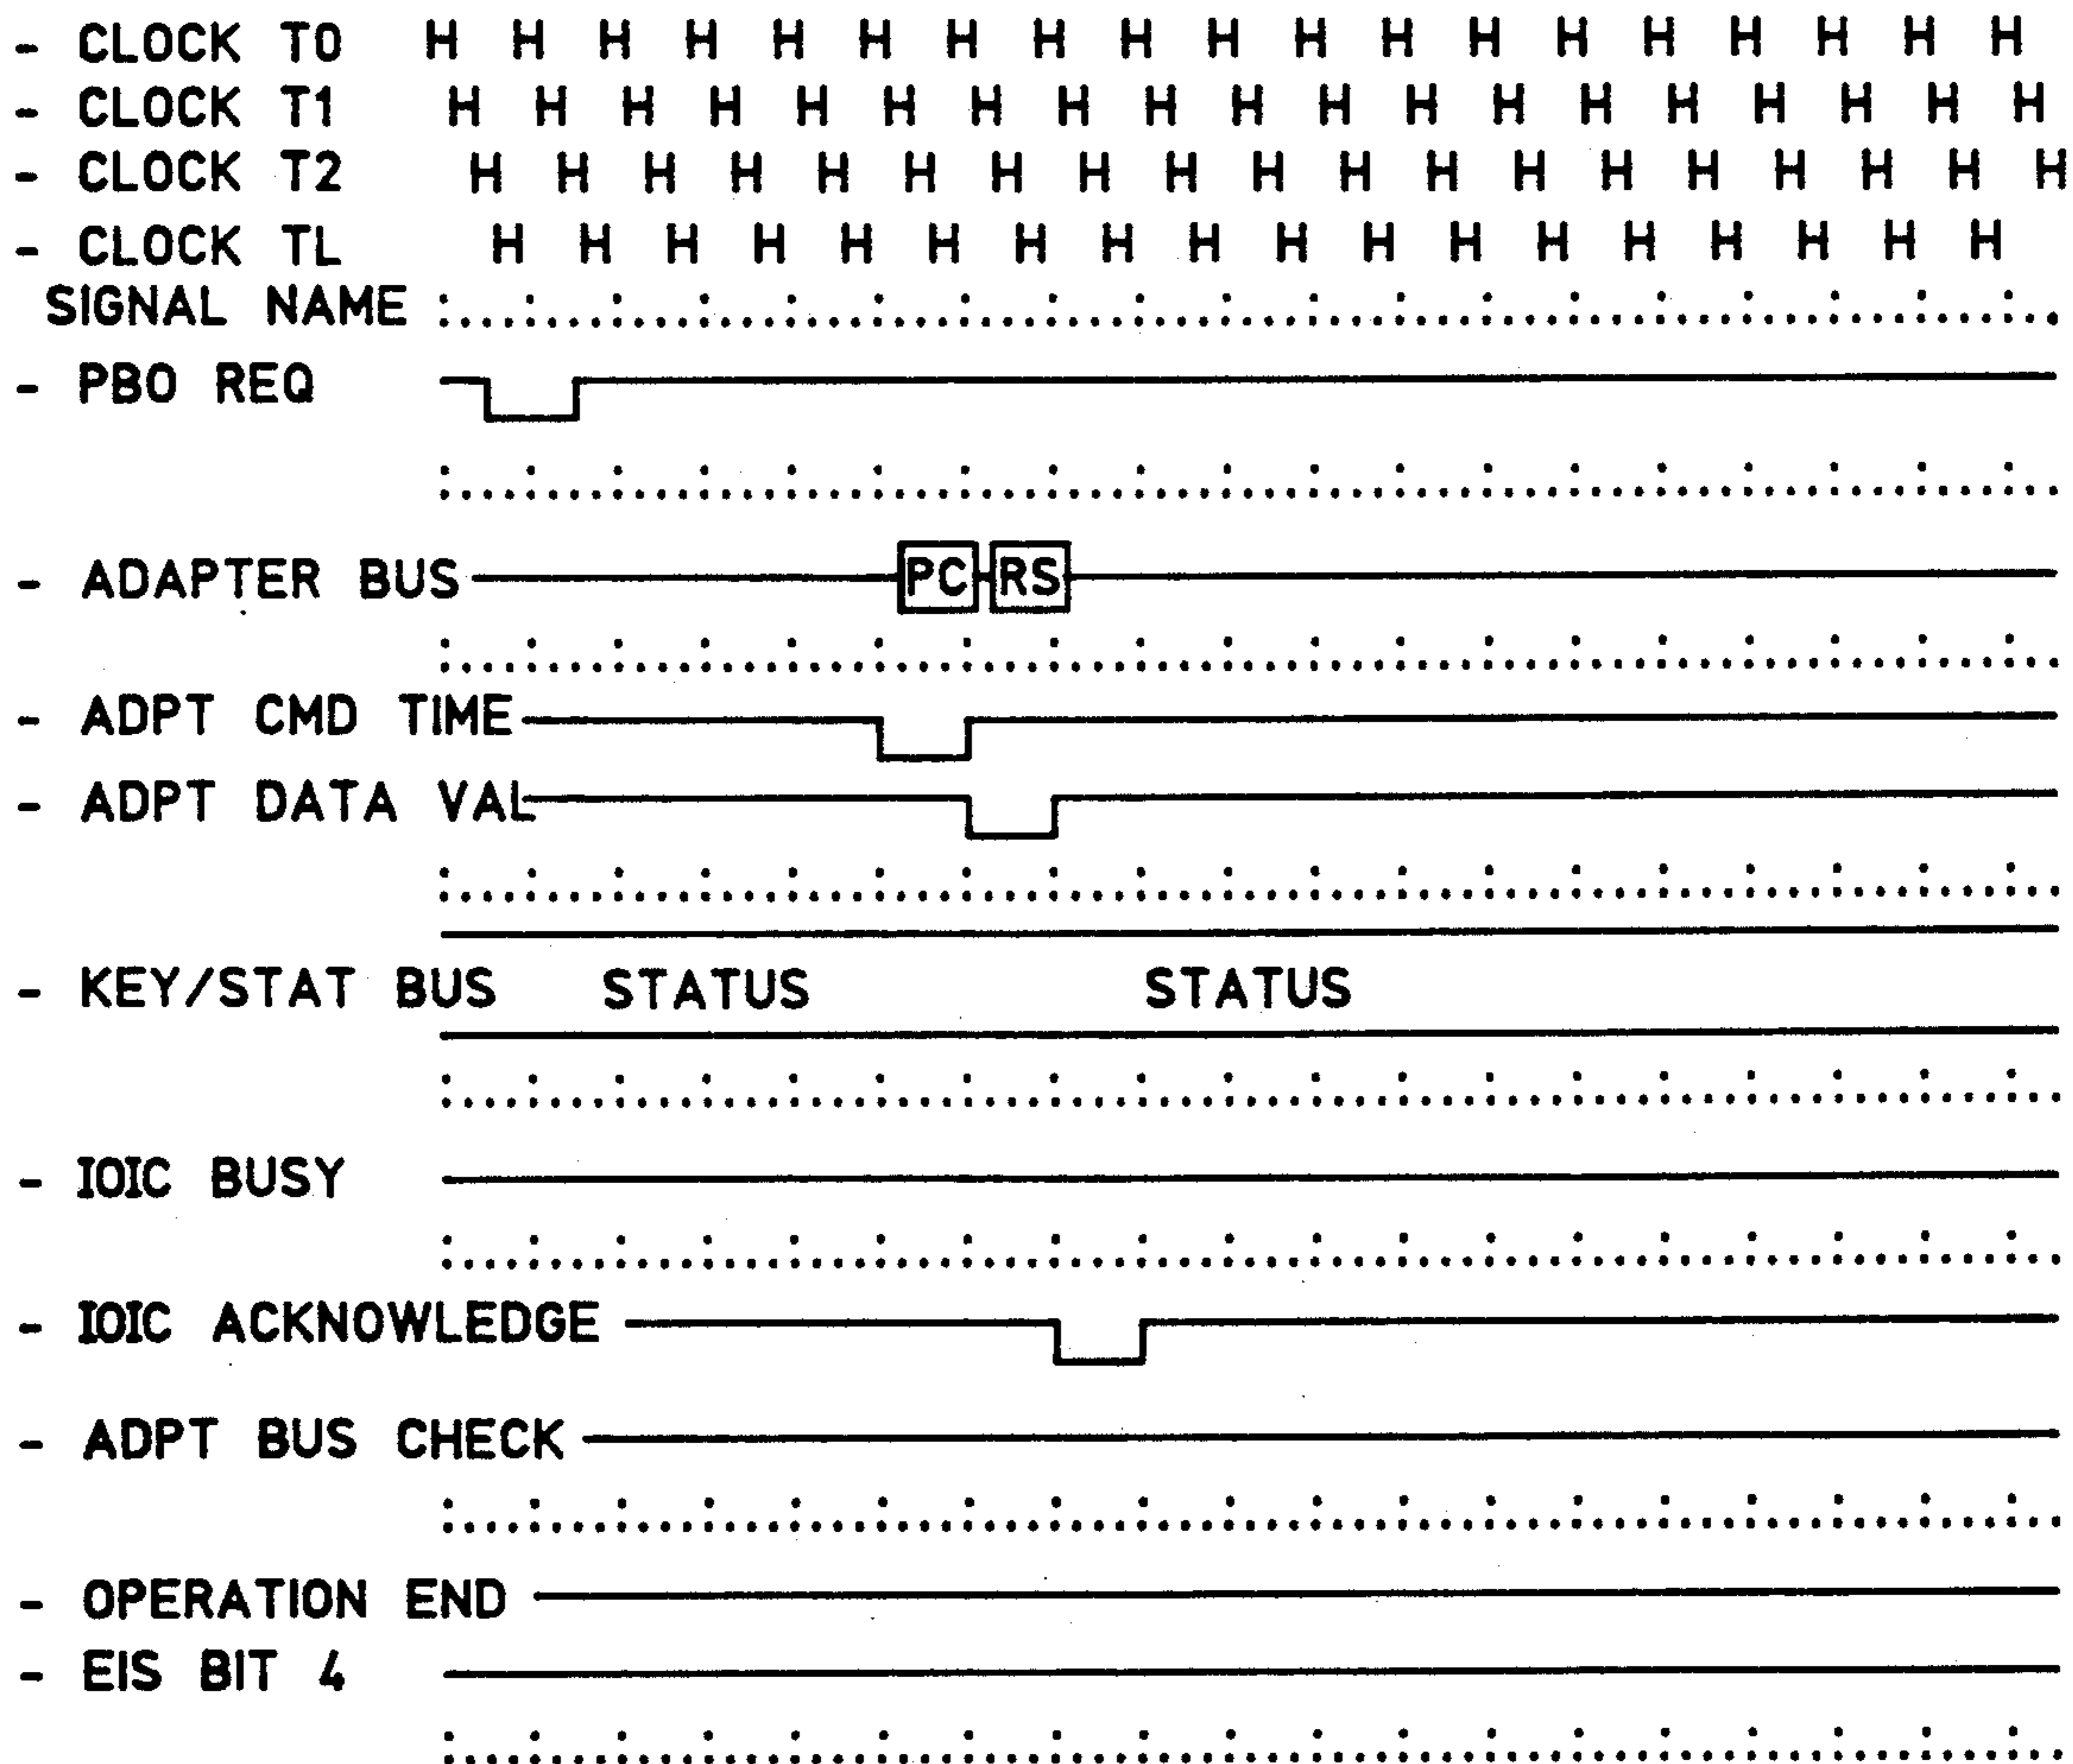 - CLOCK T0 H H H H H H H H H H H H H H H H H H H
- CLOCK T1 H H H H H H H H H H H H H H H H H H H
- CLOCK T2 H H H H H H H H H H H H H H H H H H H
- CLOCK TL H H H H H H H H H H H H H H H H H H
SIGNAL NAME
- PBO REQ
- ADAPTER BUS PC RS
- ADPT CMD TIME
- ADPT DATA VAL
- KEY/STAT BUS STATUS STATUS
- IOIC BUSY
- IOIC ACKNOWLEDGE
- ADPT BUS CHECK
- OPERATION END
- EIS BIT 4